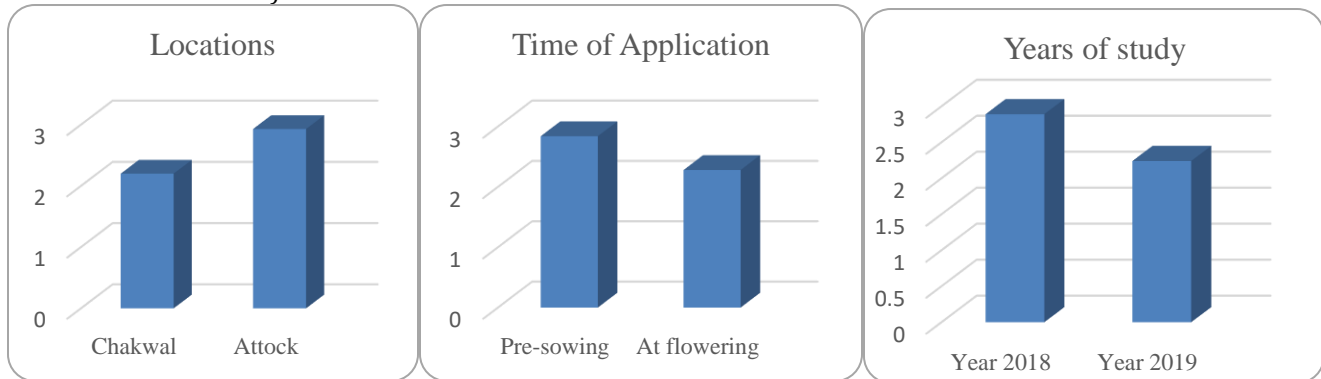 Locations
3
2
1
0
Chakwal
Attock
Time of Application
3
2
1
0
Pre-sowing
At flowering
Years of study
3
2.5
2
1.5
1
0.5
0
Year 2018
Year 2019